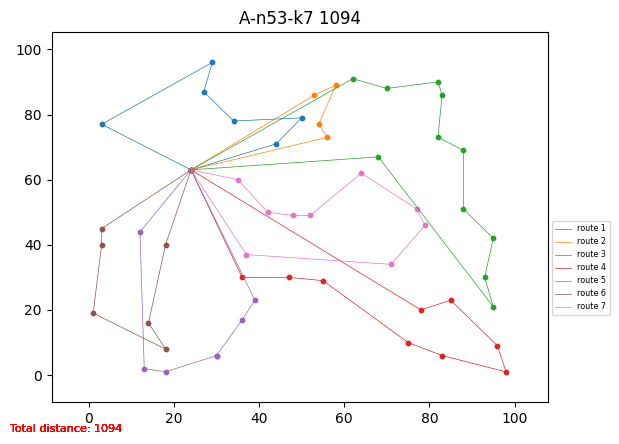 A-n53-k7 1094
100
80
60
40
20
0
0 20 40 60 80 100
route 1
route 2
route 3
route 4
route 5
route 6
route 7
Total distance: 1094